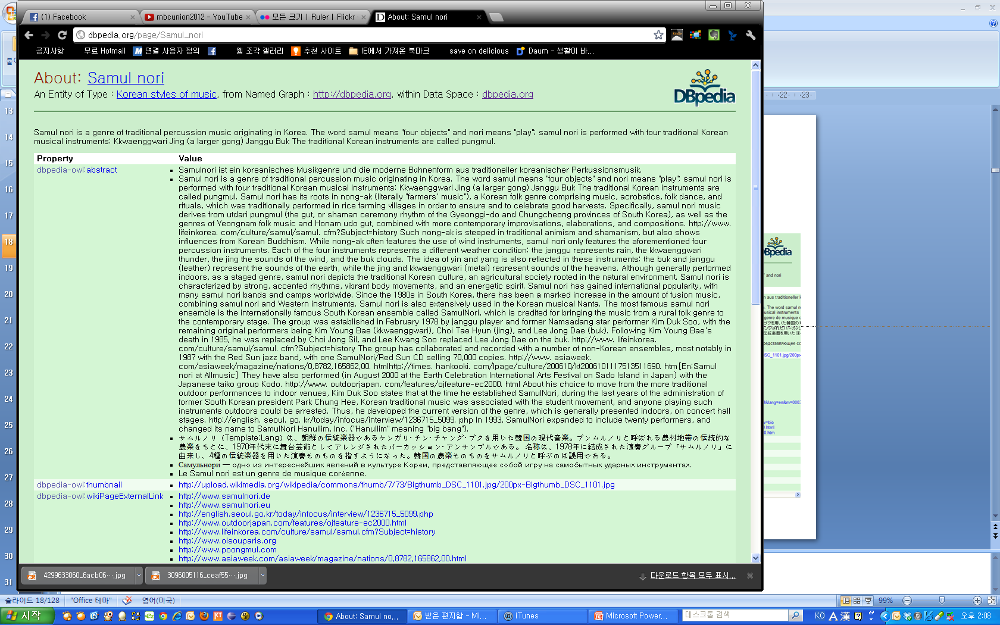 (1) Facebook
mbcunion2012 - YouTube
모든 크기 | Ruler | Flickr
About: Samul nori
dbpedia.org/page/Samul_nori
공지사항 무료 Hotmail 연결 사용자 정의 웹 조각 갤러리 추천 사이트 IE에서 가져온 북마크 save on delicious Daum - 생활이 바...
About: Samul nori
An Entity of Type : Korean styles of music, from Named Graph : http://dbpedia.org, within Data Space : dbpedia.org
DBpedia
Samul nori is a genre of traditional percussion music originating in Korea. The word samul means "four objects" and nori means "play"; samul nori is performed with four traditional Korean
musical instruments: Kkwaenggwari Jing (a larger gong) Janggu Buk The traditional Korean instruments are called pungmul.
Property Value
dbpedia-owl:abstract
Samulnori ist ein koreanisches Musikgenre und die moderne Bühnenform aus traditioneller koreanischer Perkussionsmusik.
Samul nori is a genre of traditional percussion music originating in Korea. The word samul means "four objects" and nori means "play"; samul nori is
performed with four traditional Korean musical instruments: Kkwaenggwari Jing (a larger gong) Janggu Buk The traditional Korean instruments are
called pungmul. Samul nori has its roots in nong-ak (literally "farmers' music"), a Korean folk genre comprising music, acrobatics, folk dance, and
rituals, which was traditionally performed in rice farming villages in order to ensure and to celebrate good harvests. Specifically, samul nori music
derives from utdari pungmul (the gut, or shaman ceremony rhythm of the Gyeonggi-do and Chungcheong provinces of South Korea), as well as the
genres of Yeongnam folk music and Honam udo gut, combined with more contemporary improvisations, elaborations, and compositions. http://www.
lifeinkorea. com/culture/samul/samul. cfm?Subject=history Such nong-ak is steeped in traditional animism and shamanism, but also shows
influences from Korean Buddhism. While nong-ak often features the use of wind instruments, samul nori only features the aforementioned four
percussion instruments. Each of the four instruments represents a different weather condition: the janggu represents rain, the kkwaenggwari
thunder, the jing the sounds of the wind, and the buk clouds. The idea of yin and yang is also reflected in these instruments: the buk and janggu
(leather) represent the sounds of the earth, while the jing and kkwaenggwari (metal) represent sounds of the heavens. Although generally performed
indoors, as a staged genre, samul nori depicts the traditional Korean culture, an agricultural society rooted in the natural environment. Samul nori is
characterized by strong, accented rhythms, vibrant body movements, and an energetic spirit. Samul nori has gained international popularity, with
many samul nori bands and camps worldwide. Since the 1980s in South Korea, there has been a marked increase in the amount of fusion music,
combining samul nori and Western instruments. Samul nori is also extensively used in the Korean musical Nanta. The most famous samul nori
ensemble is the internationally famous South Korean ensemble called SamulNori, which is credited for bringing the music from a rural folk genre to
the contemporary stage. The group was established in February 1978 by janggu player and former Namsadang star performer Kim Duk Soo, with the
remaining original performers being Kim Young Bae (kkwaenggwari), Choi Tae Hyun (jing), and Lee Jong Dae (buk). Following Kim Young Bae's
death in 1985, he was replaced by Choi Jong Sil, and Lee Kwang Soo replaced Lee Jong Dae on the buk. http://www. lifeinkorea.
com/culture/samul/samul. cfm?Subject=history The group has collaborated and recorded with a number of non-Korean ensembles, most notably in
1987 with the Red Sun jazz band, with one SamulNori/Red Sun CD selling 70,000 copies. http://www. asiaweek.
com/asiaweek/magazine/nations/0,8782,165862,00. htmlhttp://times. hankooki. com/lpage/culture/200610/kt2006101117513511690. htm[En:Samul
nori at Allmusic] They have also performed (in August 2000 at the Earth Celebration International Arts Festival on Sado Island in Japan) with the
Japanese taiko group Kodo. http://www. outdoorjapan. com/features/ojfeature-ec2000. html About his choice to move from the more traditional
outdoor performances to indoor venues, Kim Duk Soo states that at the time he established SamulNori, during the last years of the administration of
former South Korean president Park Chung Hee, Korean traditional music was associated with the student movement, and anyone playing such
instruments outdoors could be arrested. Thus, he developed the current version of the genre, which is generally presented indoors, on concert hall
stages. http://english. seoul. go. kr/today/infocus/interview/1236715_5099. php In 1993, SamulNori expanded to include twenty performers, and
changed its name to SamulNori Hanullim, Inc. ("Hanullim" meaning "big bang").
サムルノリ（Template:Lang）は、朝鮮の伝統楽器であるケンガリ・チン・チャング・ブクを用いた韓国の現代音楽。プンムルノリと呼ばれる農村地帯の伝統的な
農楽をもとに、1970年代末に舞台芸術としてアレンジされたパーカッション・アンサンブルである。 名称は、1978年に結成された演奏グループ「サムルノリ」に
由来し、4種の伝統楽器を用いた演奏そのものを指すようになった。韓国の農楽そのものをサムルノリと呼ぶのは誤用である。
Самульнори — одно из интереснейших явлений в культуре Кореи, представляющее собой игру на самобытных ударных инструментах.
Le Samul nori est un genre de musique coréenne.
dbpedia-owl:thumbnail http://upload.wikimedia.org/wikipedia/commons/thumb/7/73/Bigthumb_DSC_1101.jpg/200px-Bigthumb_DSC_1101.jpg
dbpedia-owl:wikiPageExternalLink http://www.samulnori.de
http://www.samulnori.eu
http://english.seoul.go.kr/today/infocus/interview/1236715_5099.php
http://www.outdoorjapan.com/features/ojfeature-ec2000.html
http://www.lifeinkorea.com/culture/samul/samul.cfm?Subject=history
http://www.olsouparis.org
http://www.poongmul.com
http://www.asiaweek.com/asiaweek/magazine/nations/0,8782,165862,00.html
4299633060_6acb06….jpg 3096005116_ceaf55….jpg 다운로드 항목 모두 표시...
13
14
15
16
17
18
19
20
21
22
23
24
25
26
27
28
29
30
31
22 23
슬라이드 18/128 "Office 테마" 영어(미국) 99%
시작 About: Samul no... 받은 편지함 - Mi... iTunes Microsoft Power... 데스크톱 검색 KO A 漢 오후 2:08